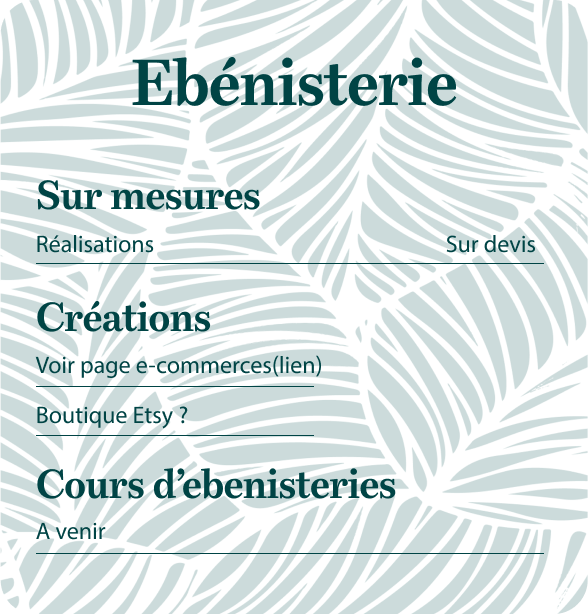 Ebénisterie
Sur mesures
Réalisations Sur devis
Créations
Voir page e-commerces(lien)
Boutique Etsy ?
Cours d’ebenisteries
A venir